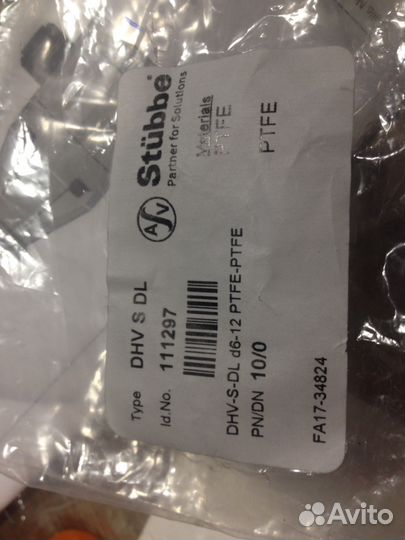 ASV Stübbe®
Partner for Solutions
Type DHV S DL
Id.No. 111297
Materials
PTFE
PTFE
DHV-S-DL d6-12 PTFE-PTFE
PN/DN 10/0
FA17-34824
Avito